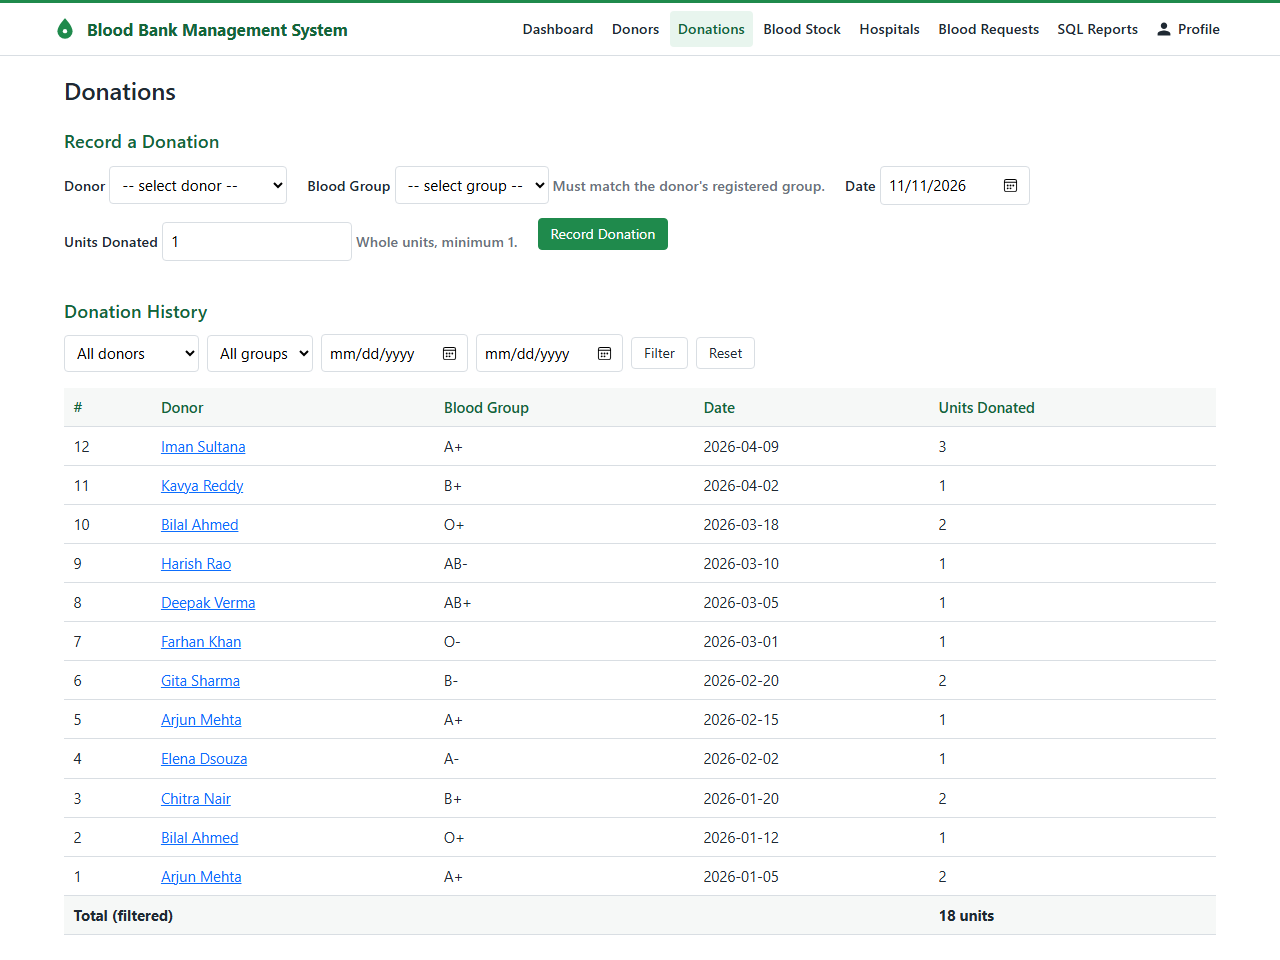 Blood Bank Management System Dashboard Donors Donations Blood Stock Hospitals Blood Requests SQL Reports Profile
Donations
Record a Donation
Donor -- select donor -- Blood Group -- select group -- Must match the donor's registered group. Date 11/11/2026
Units Donated 1 Whole units, minimum 1. Record Donation
Donation History
All donors All groups mm/dd/yyyy mm/dd/yyyy Filter Reset
# Donor Blood Group Date Units Donated
12 Iman Sultana A+ 2026-04-09 3
11 Kavya Reddy B+ 2026-04-02 1
10 Bilal Ahmed O+ 2026-03-18 2
9 Harish Rao AB- 2026-03-10 1
8 Deepak Verma AB+ 2026-03-05 1
7 Farhan Khan O- 2026-03-01 1
6 Gita Sharma B- 2026-02-20 2
5 Arjun Mehta A+ 2026-02-15 1
4 Elena Dsouza A- 2026-02-02 1
3 Chitra Nair B+ 2026-01-20 2
2 Bilal Ahmed O+ 2026-01-12 1
1 Arjun Mehta A+ 2026-01-05 2
Total (filtered) 18 units